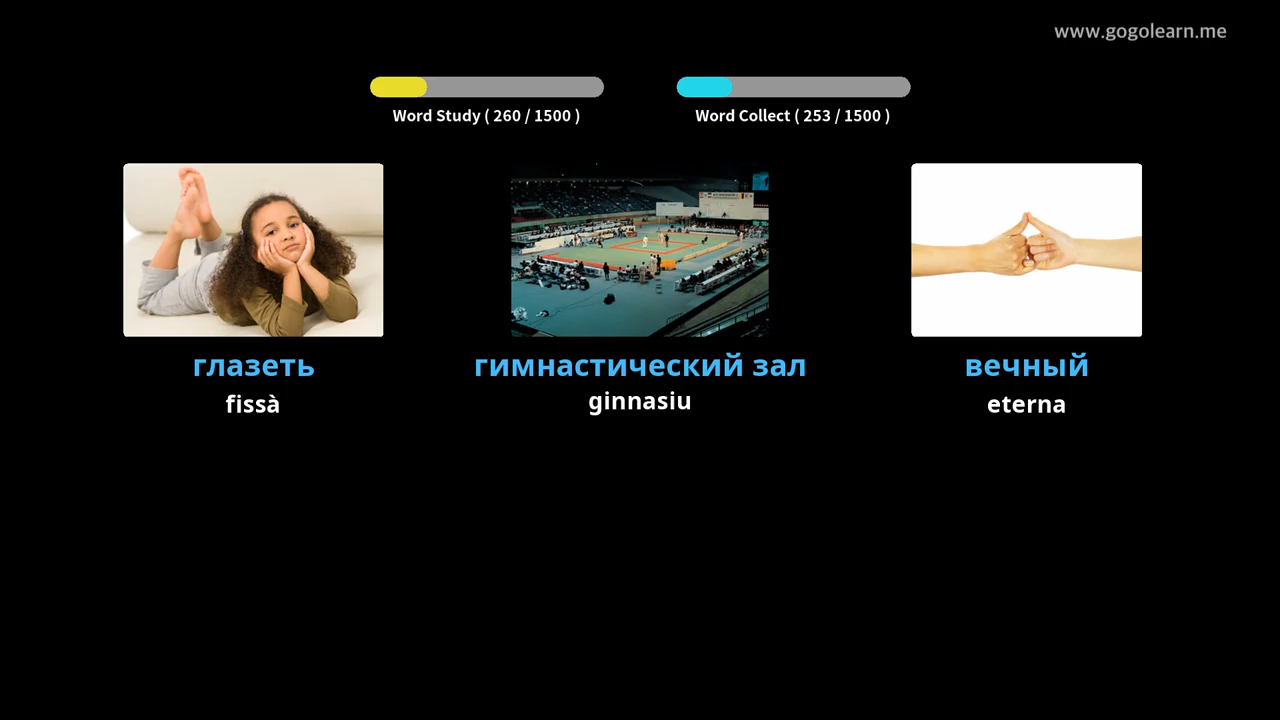 www.gogolearn.me
Word Study ( 260 / 1500 )
Word Collect ( 253 / 1500 )
глазеть
гимнастический зал
вечный
fissà
ginnasiu
eterna